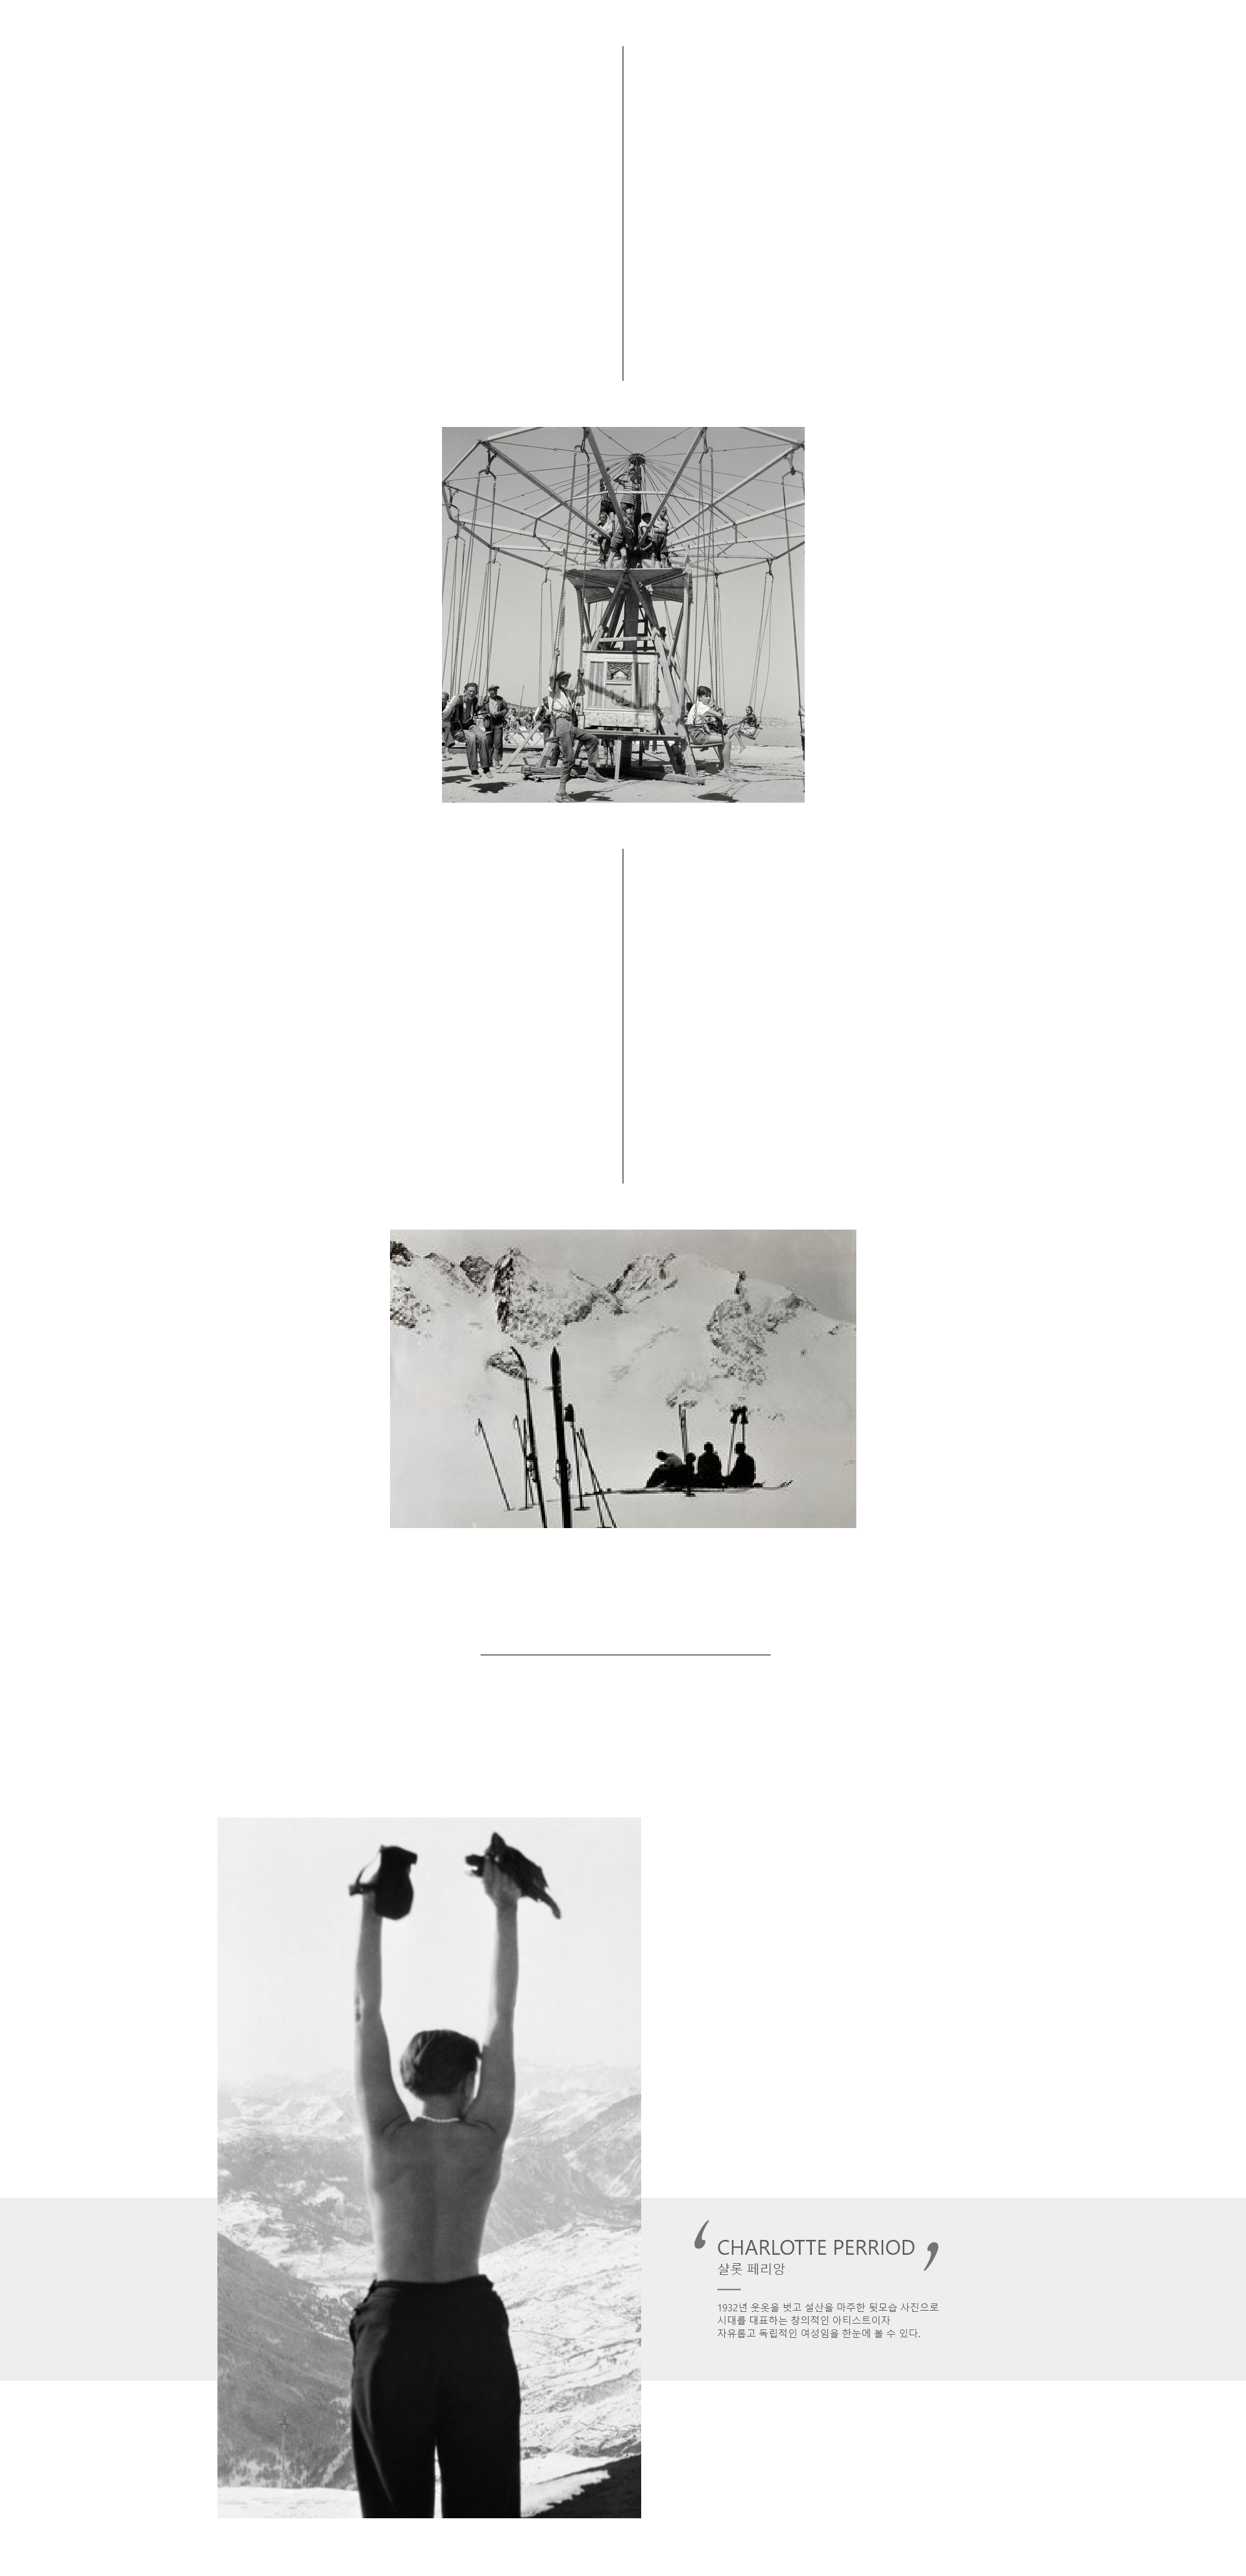 ‘ CHARLOTTE PERRIOD ’
샬롯 페리앙
1932년 웃옷을 벗고 설산을 마주한 뒷모습 사진으로
시대를 대표하는 창의적인 아티스트이자
자유롭고 독립적인 여성임을 한눈에 볼 수 있다.